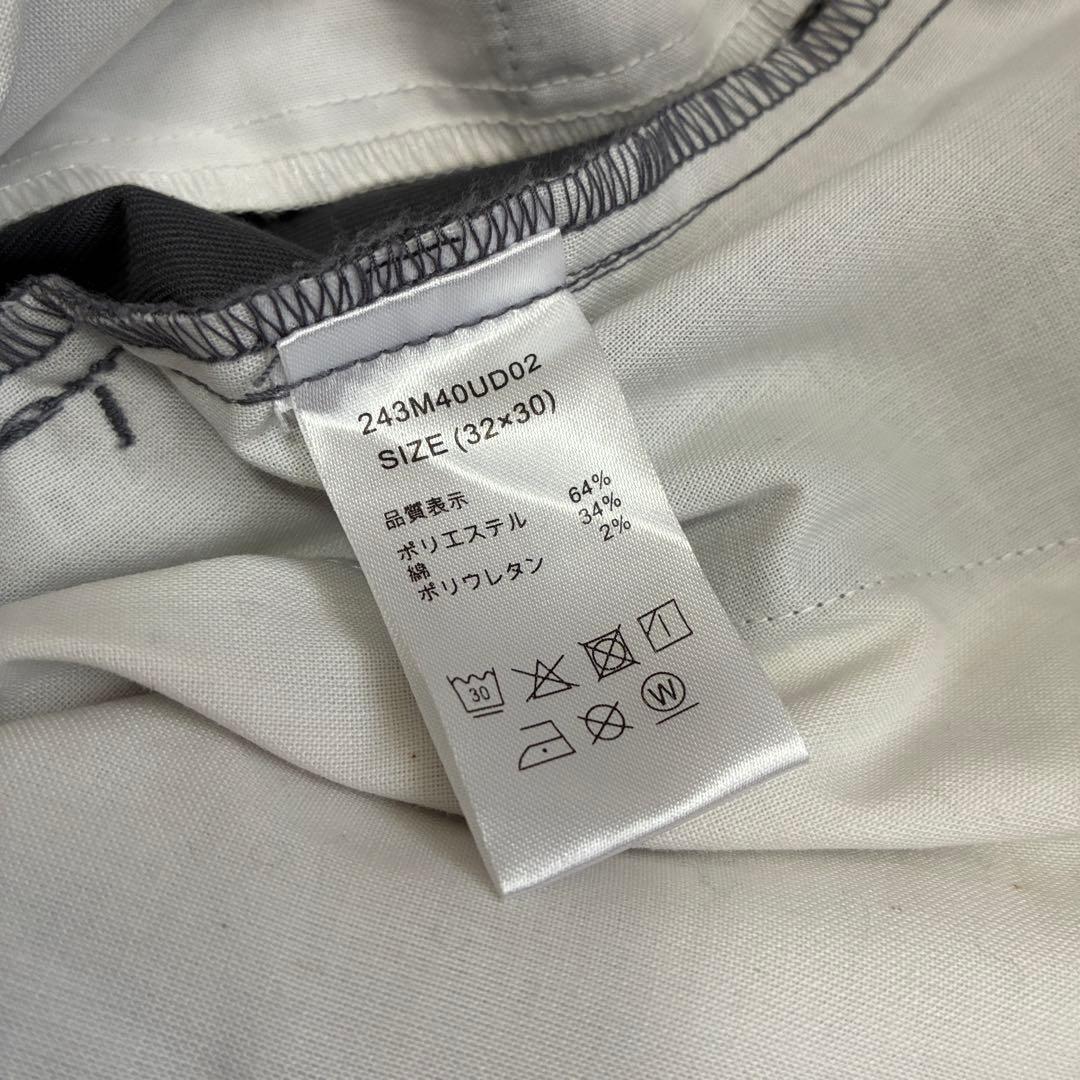 243M40UD02
SIZE (32×30)
品質表示
ポリエステル 64%
綿 34%
ポリウレタン 2%
30
W